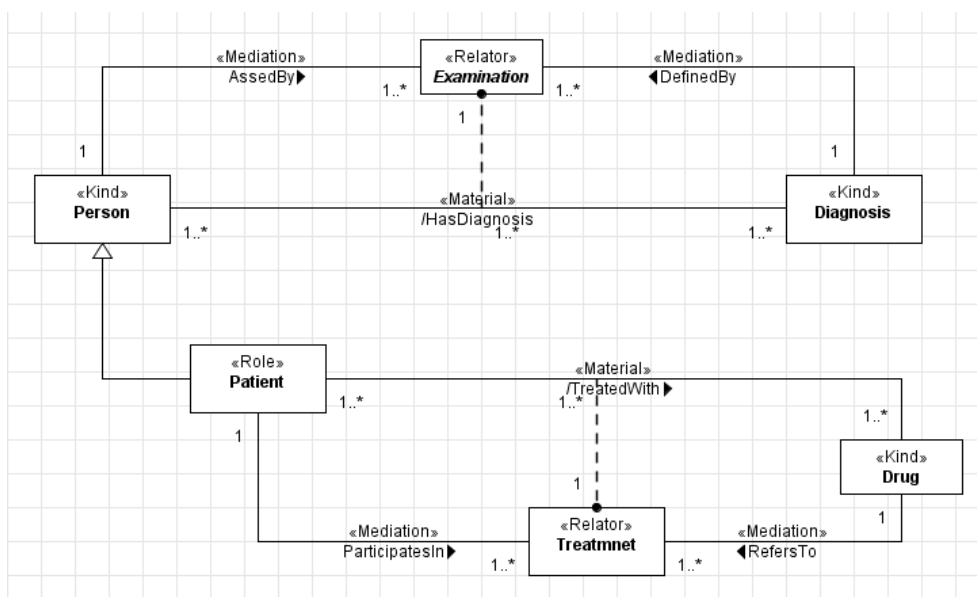 «Mediation»
AssedBy▶
«Relator»
Examination
«Mediation»
◀DefinedBy
1..*
1..*
1
1
1
«Kind»
Person
«Material»
/HasDiagnosis
«Kind»
Diagnosis
1..*
1..*
1..*
«Role»
Patient
«Material»
/TreatedWith▶
1..*
1..*
1..*
1
«Kind»
Drug
1
1
«Mediation»
ParticipatesIn▶
«Relator»
Treatmnet
«Mediation»
◀RefersTo
1..*
1..*